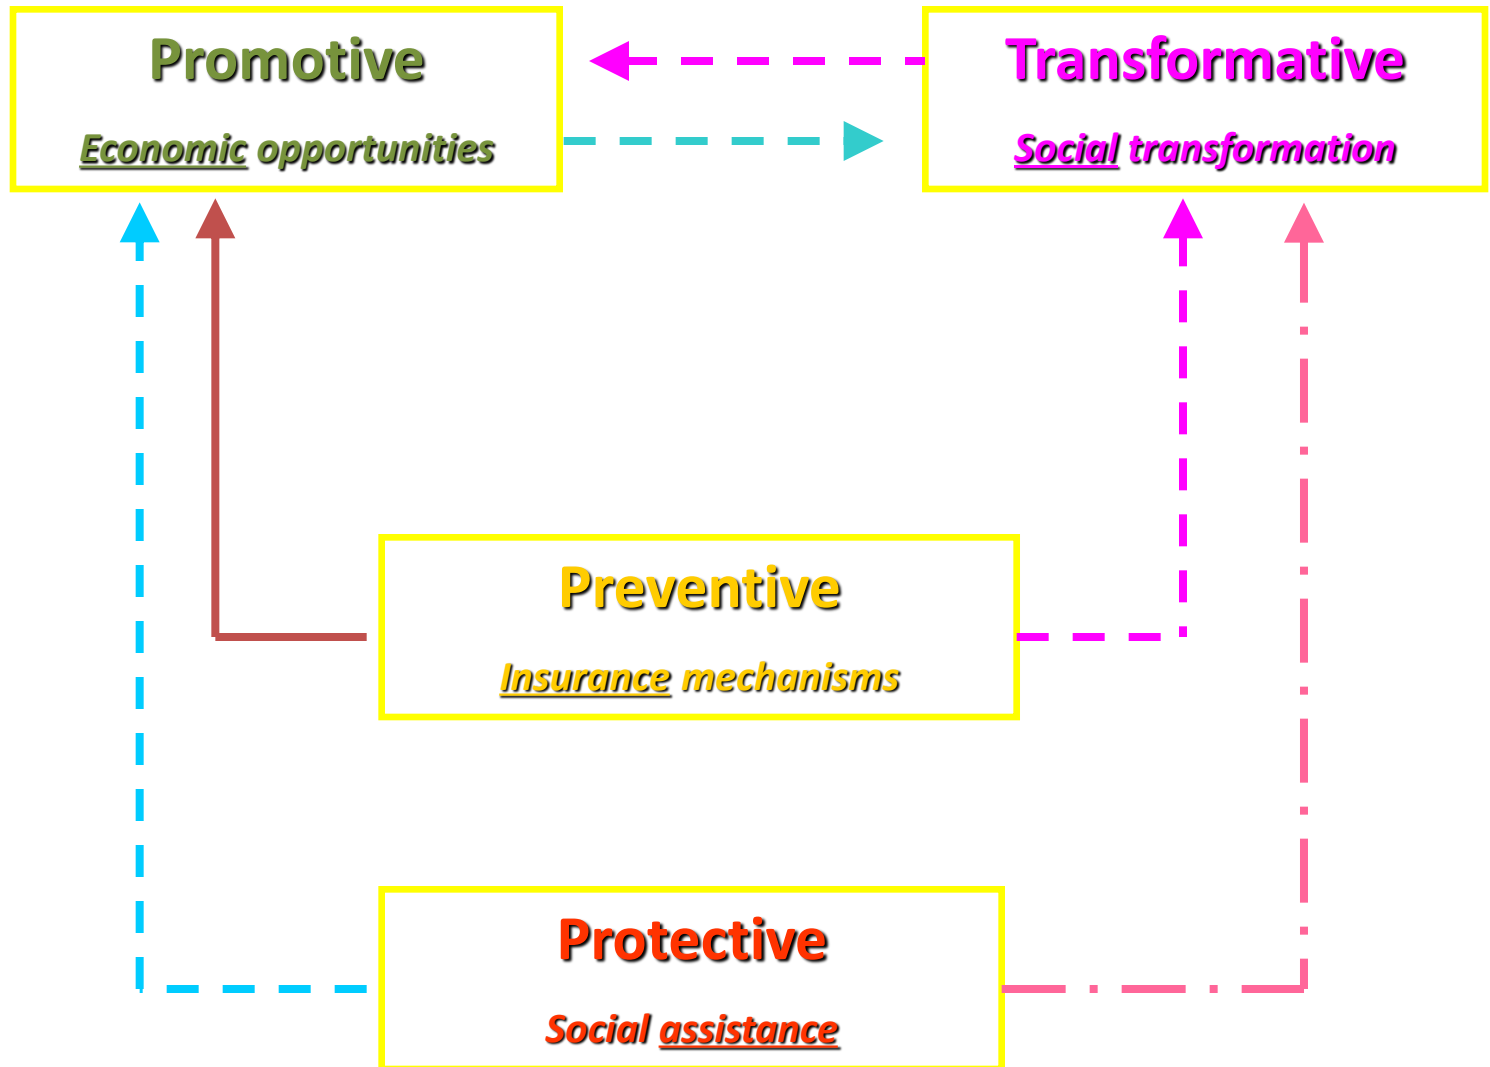 Promotive
Economic opportunities
Transformative
Social transformation
Preventive
Insurance mechanisms
Protective
Social assistance